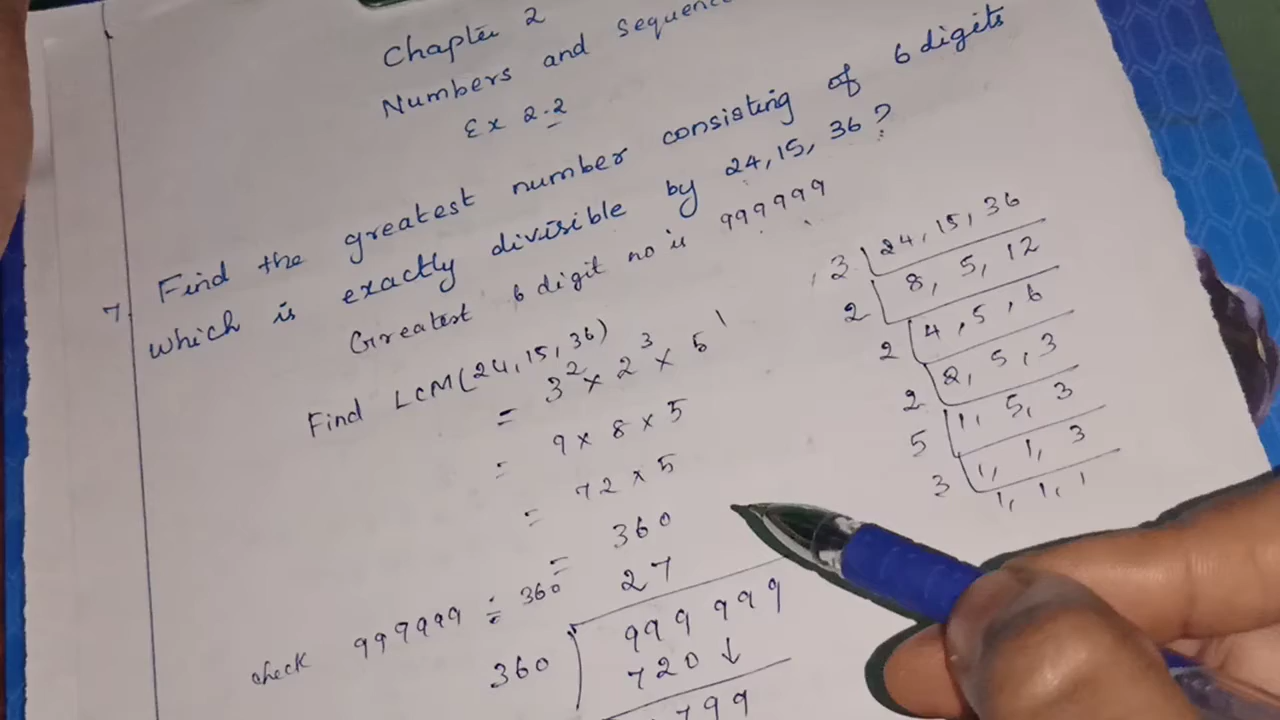 Chapter 2
Numbers and Sequence
Ex 2.2
7. Find the greatest number consisting of 6 digits
which is exactly divisible by 24, 15, 36?
Greatest 6 digit no is 999999
Find LCM (24, 15, 36)
= 3² × 2³ × 5¹
= 9 × 8 × 5
= 72 × 5
= 360
3 | 24, 15, 36
2 | 8, 5, 12
2 | 4, 5, 6
2 | 2, 5, 3
5 | 1, 5, 3
3 | 1, 1, 3
1, 1, 1
check 999999 ÷ 360
27
360 ) 999 999
720 ↓
799